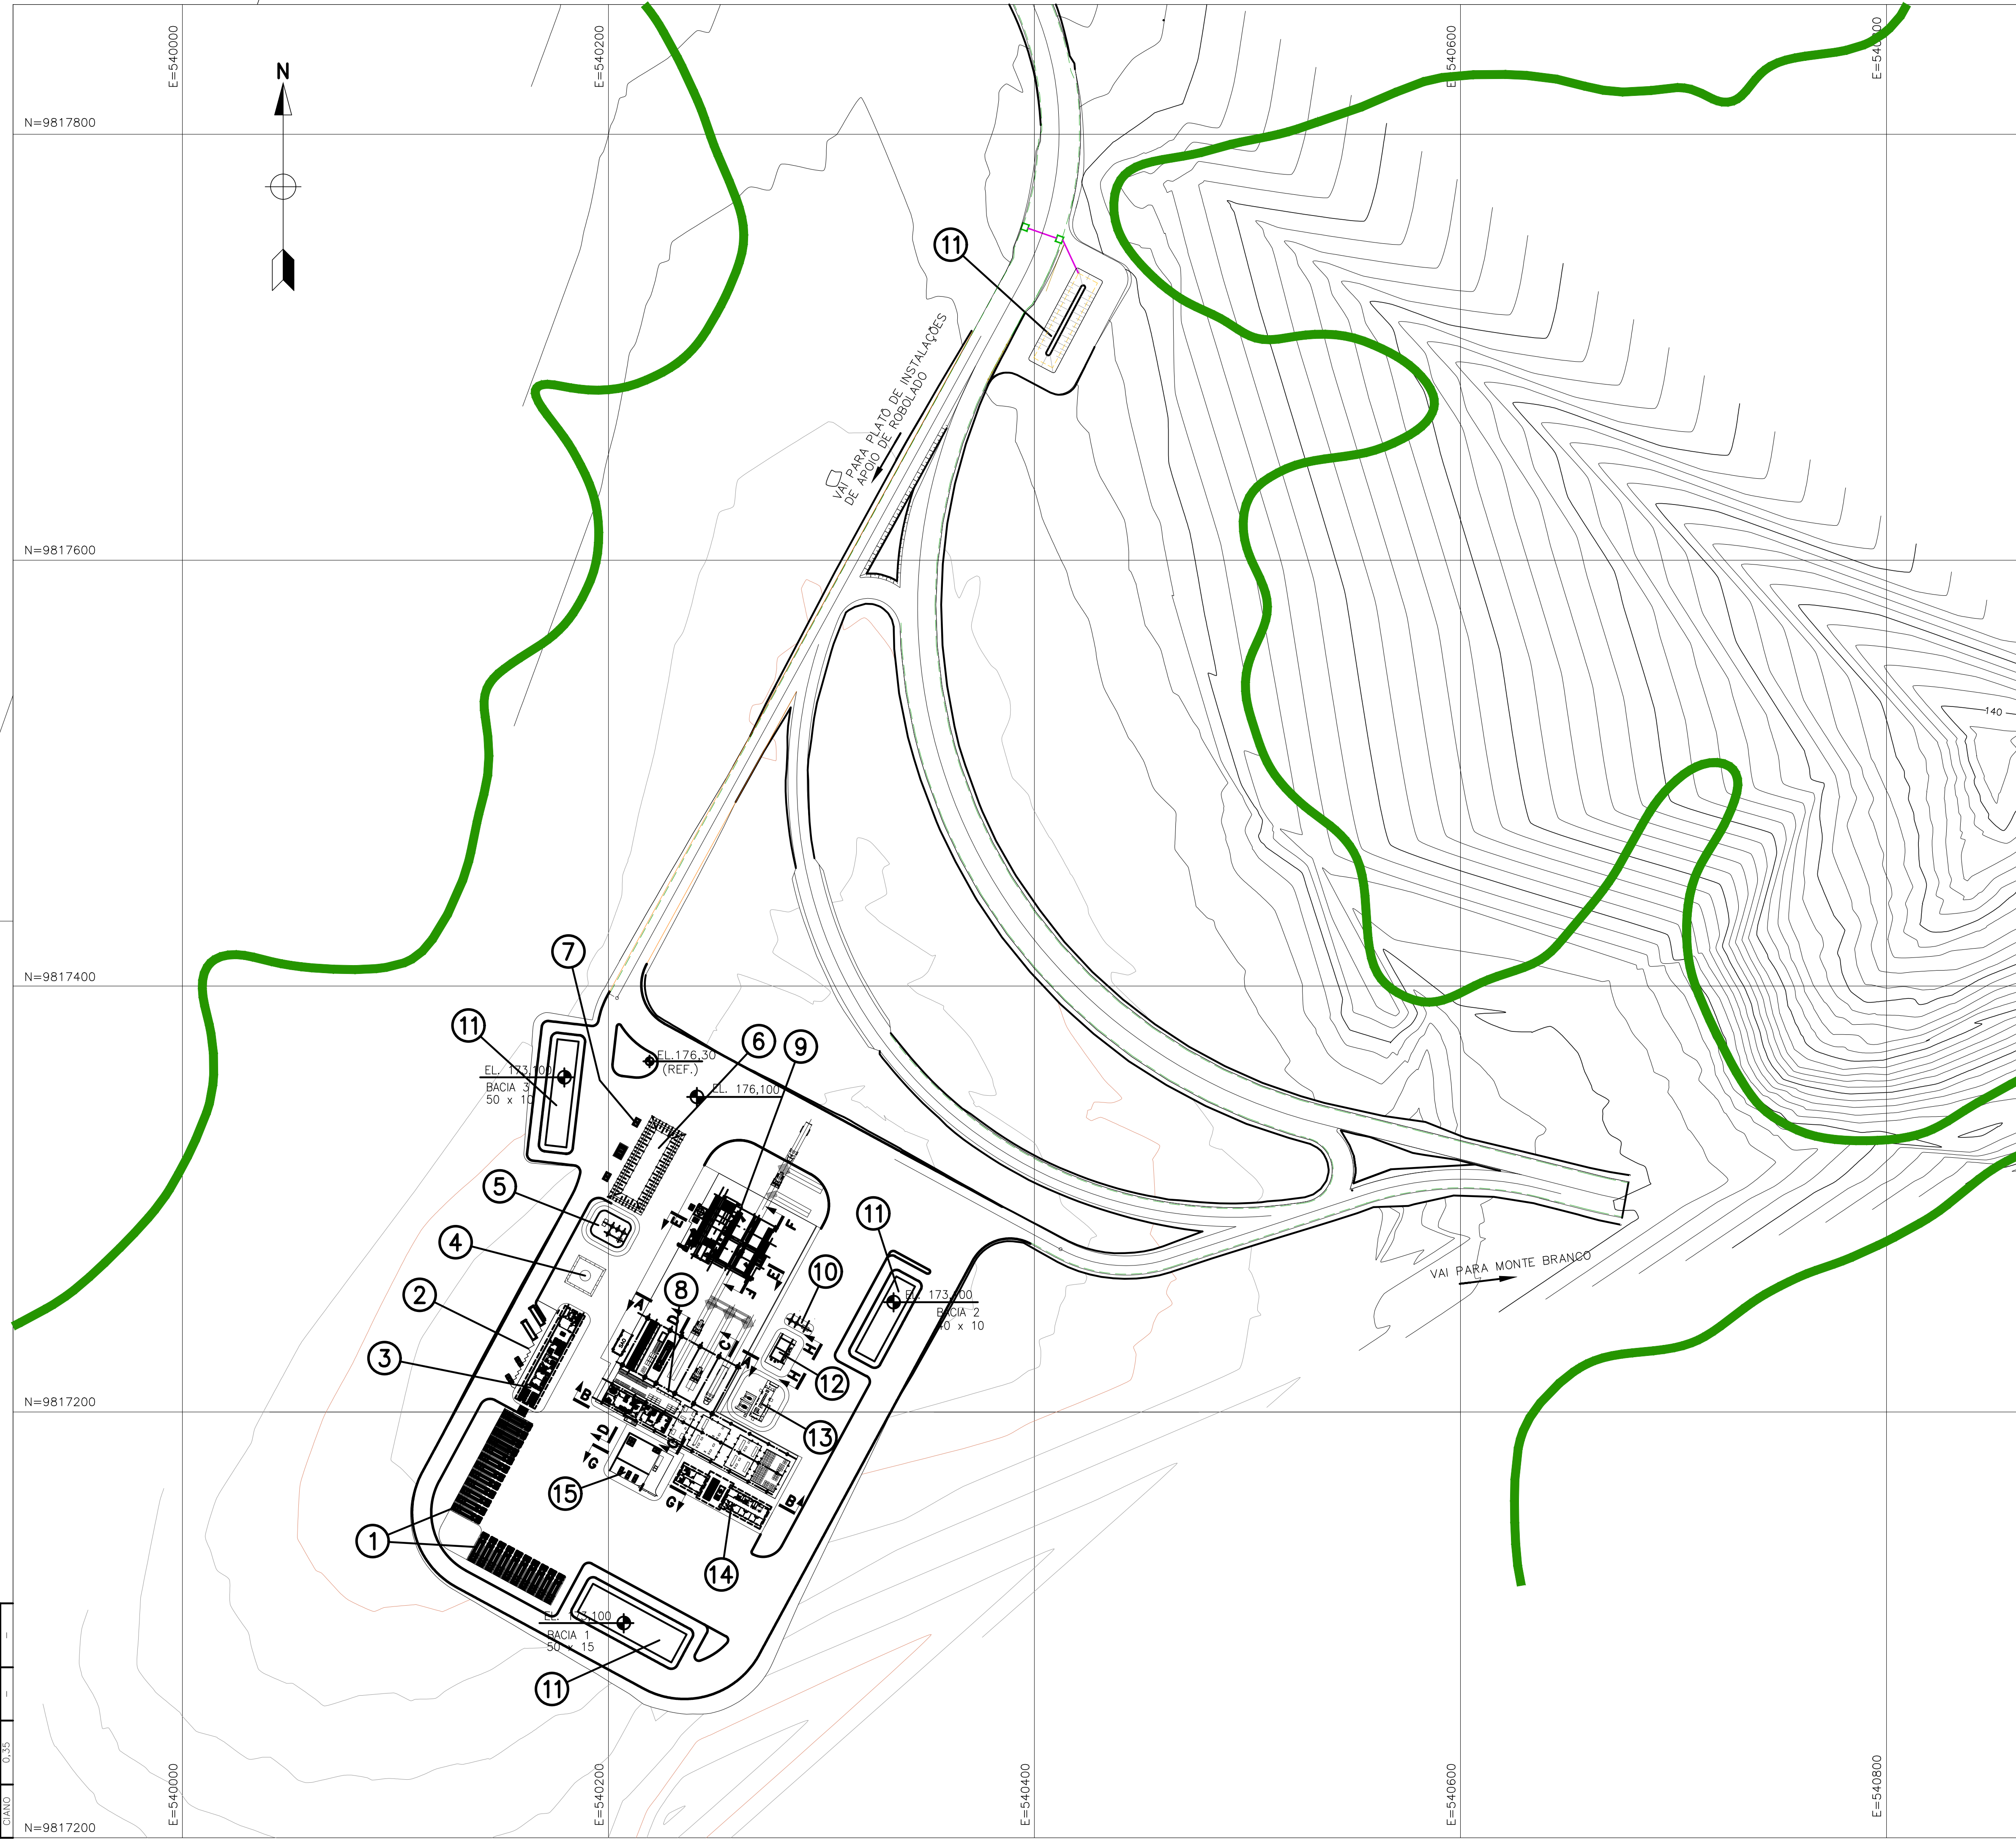 E=540000
E=540200
E=540600
N
N=9817800
11
VAI PARA PLATÔ DE INSTALAÇÕES
DE APOIO DE ROBOLADO
N=9817600
140
N=9817400
7
11
6
9
EL.176,30
(REF.)
EL. 173,100
BACIA 3
50 x 10
EL. 176,100
5
11
4
E
F
10
E
F
8
2
A
D
C
A
H
H
EL. 173,100
BACIA 2
40 x 10
VAI PARA MONTE BRANCO
3
12
SAO
N=9817200
B
13
D
G
C
15
G
B
1
14
EL. 173,100
BACIA 1
50 x 15
11
CIANO 0,35 - -
E=540000
E=540200
E=540400
E=540600
E=540800
N=9817200